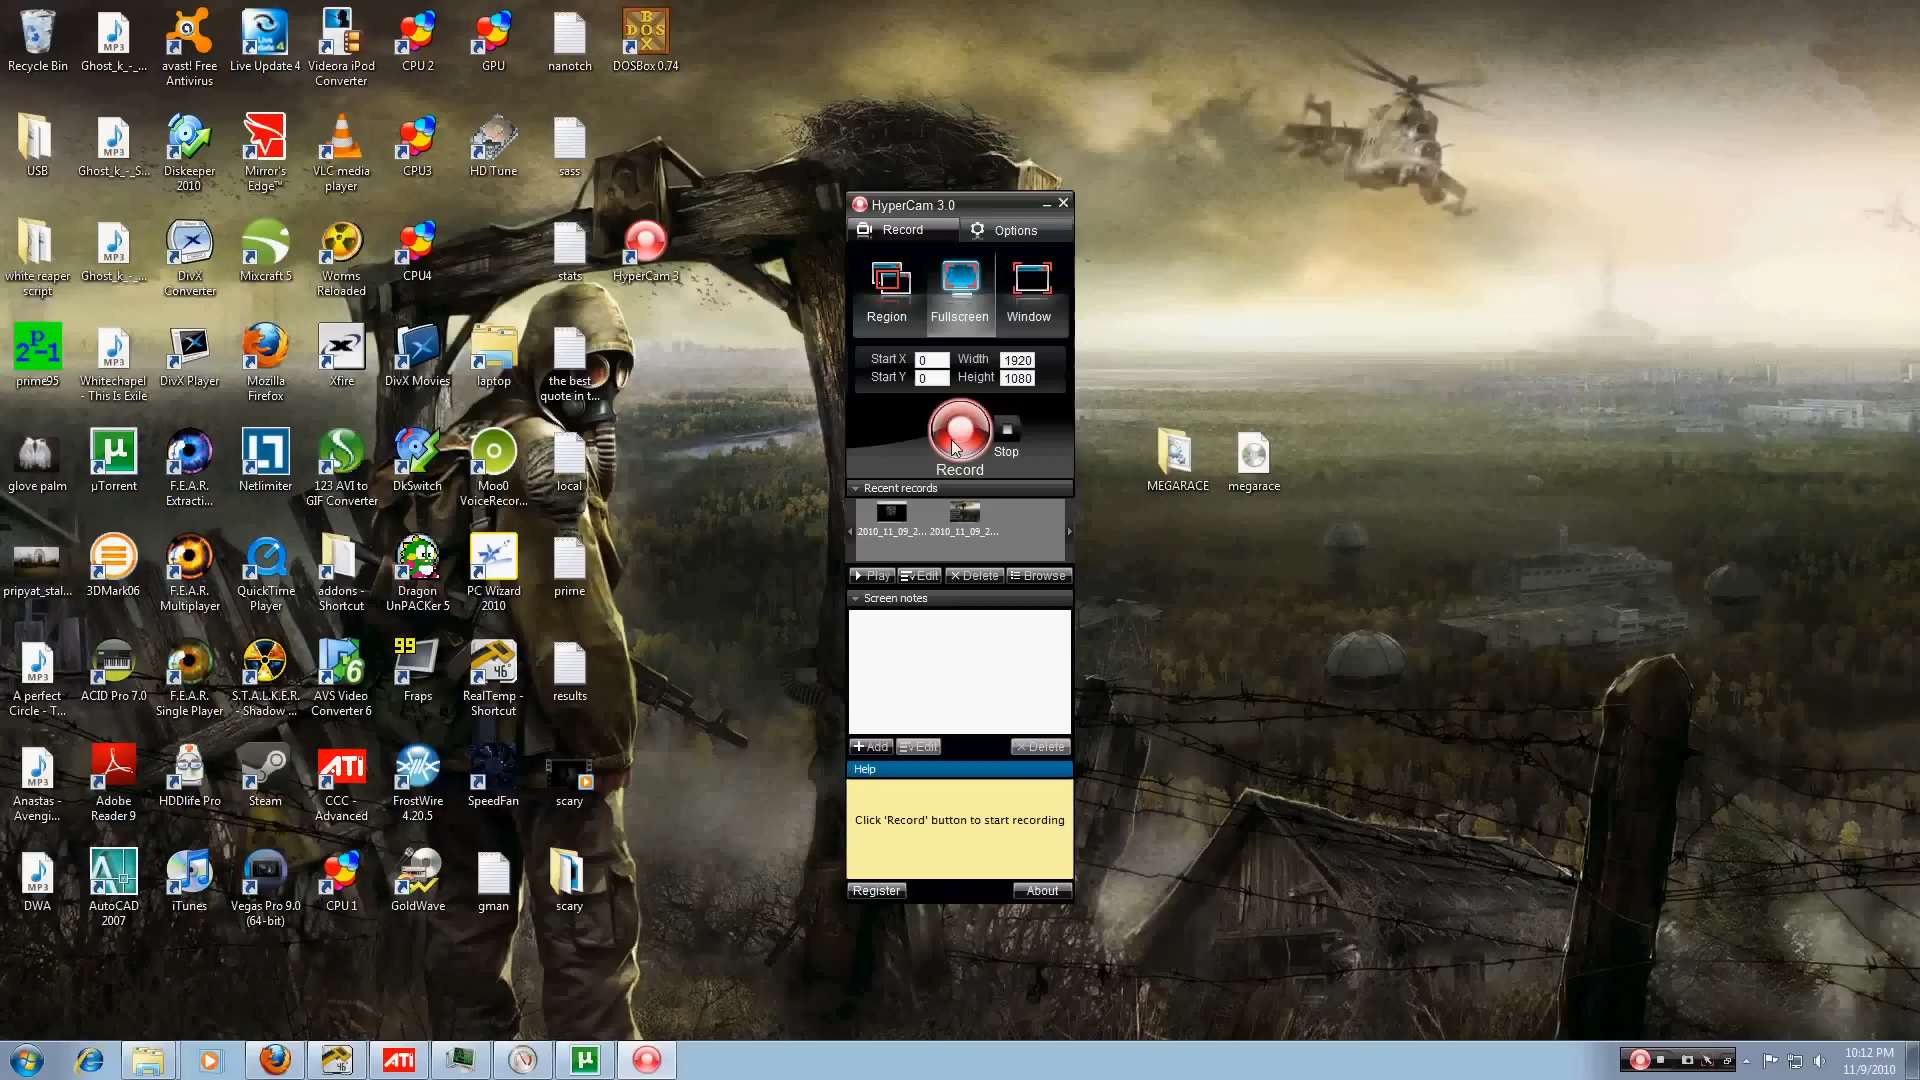 Recycle Bin
Ghost_k_-_...
avast! Free
Antivirus
Live Update 4
Videora iPod
Converter
CPU 2
GPU
nanotch
DOSBox 0.74
USB
Ghost_k_-_S...
Diskeeper
2010
Mirror's
Edge™
VLC media
player
CPU3
HD Tune
sass
white reaper
script
Ghost_k_-_...
DivX
Converter
Mixcraft 5
Worms
Reloaded
CPU4
stats
HyperCam 3
prime95
Whitechapel
- This Is Exile
DivX Player
Mozilla
Firefox
Xfire
DivX Movies
laptop
the best
quote in t...
glove palm
µTorrent
F.E.A.R.
Extracti...
Netlimiter
123 AVI to
GIF Converter
DkSwitch
Moo0
VoiceRecor...
local
pripyat_stal...
3DMark06
F.E.A.R.
Multiplayer
QuickTime
Player
addons -
Shortcut
Dragon
UnPACKer 5
PC Wizard
2010
prime
A perfect
Circle - T...
ACID Pro 7.0
F.E.A.R.
Single Player
S.T.A.L.K.E.R.
- Shadow ...
AVS Video
Converter 6
Fraps
RealTemp -
Shortcut
results
Anastas -
Avengi...
Adobe
Reader 9
HDDlife Pro
Steam
CCC -
Advanced
FrostWire
4.20.5
SpeedFan
scary
DWA
AutoCAD
2007
iTunes
Vegas Pro 9.0
(64-bit)
CPU 1
GoldWave
gman
scary
HyperCam 3.0
Record
Options
Region
Fullscreen
Window
Start X 0 Width 1920
Start Y 0 Height 1080
Stop
Record
Recent records
2010_11_09_2... 2010_11_09_2...
Play Edit Delete Browse
Screen notes
Add Edit Delete
Help
Click 'Record' button to start recording
Register About
MEGARACE
megarace
10:12 PM
11/9/2010